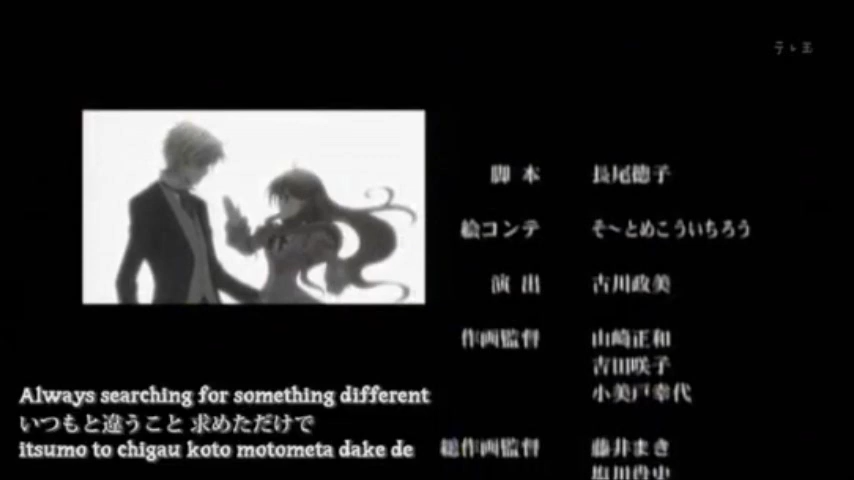 テレ玉
脚本 長尾徳子
絵コンテ そ〜とめこういちろう
演出 古川政美
作画監督 山崎正和
吉田咲子
小美戸幸代
総作画監督 藤井まき
塩川貴史
Always searching for something different
いつもと違うこと 求めただけで
itsumo to chigau koto motometa dake de